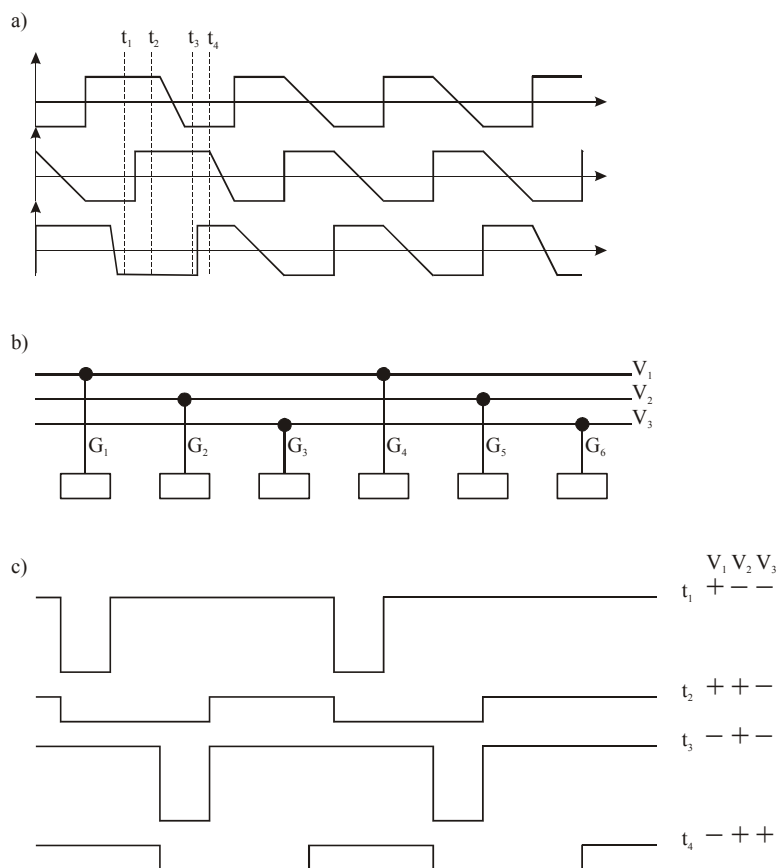 a)
t₁ t₂ t₃ t₄
b)
V₁
V₂
V₃
G₁ G₂ G₃ G₄ G₅ G₆
c)
V₁ V₂ V₃
t₁ + − −
t₂ + + −
t₃ − + −
t₄ − + +